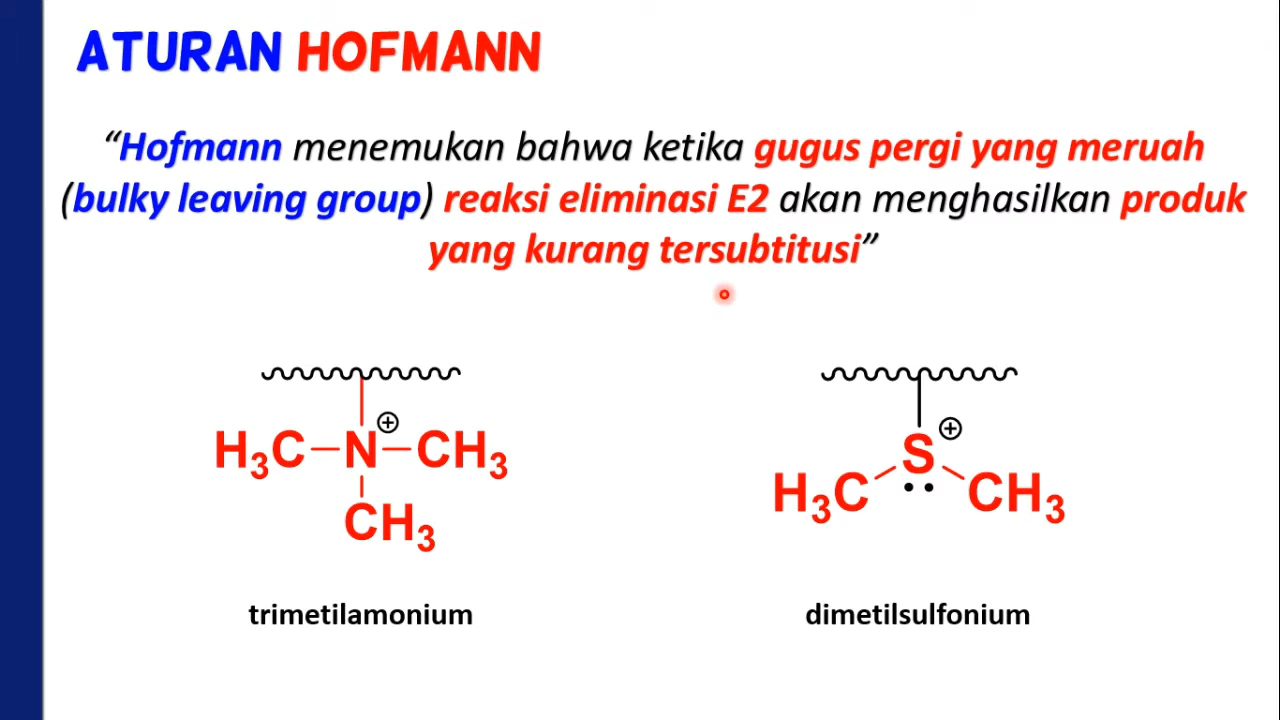 ATURAN HOFMANN
“Hofmann menemukan bahwa ketika gugus pergi yang meruah
(bulky leaving group) reaksi eliminasi E2 akan menghasilkan produk
yang kurang tersubtitusi”
H₃C N ⊕ CH₃
CH₃
S ⊕
H₃C CH₃
trimetilamonium
dimetilsulfonium